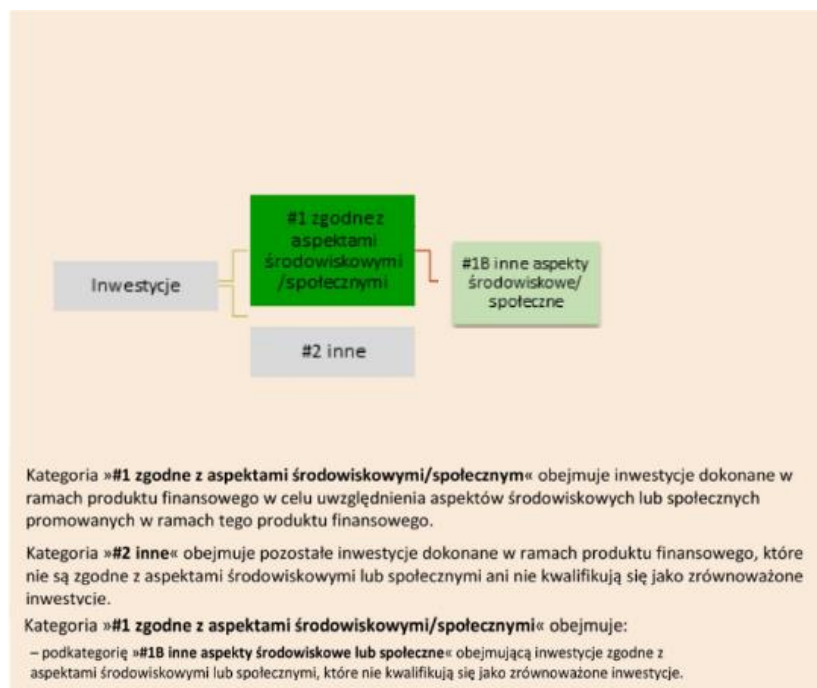 #1 zgodnez
aspektami
środowiskowymi
/społecznymi
Inwestycje
#1B inne aspekty
środowiskowe/
społeczne
#2 inne
Kategoria »#1 zgodne z aspektami środowiskowymi/społecznym« obejmuje inwestycje dokonane w
ramach produktu finansowego w celu uwzględnienia aspektów środowiskowych lub społecznych
promowanych w ramach tego produktu finansowego.
Kategoria »#2 inne« obejmuje pozostałe inwestycje dokonane w ramach produktu finansowego, które
nie są zgodne z aspektami środowiskowymi lub społecznymi ani nie kwalifikują się jako zrównoważone
inwestycie.
Kategoria »#1 zgodne z aspektami środowiskowymi/społecznymi« obejmuje:
– podkategorię »#1B inne aspekty środowiskowe lub społeczne« obejmującą inwestycje zgodne z
aspektami środowiskowymi lub społecznymi, które nie kwalifikują się jako zrównoważone inwestycje.